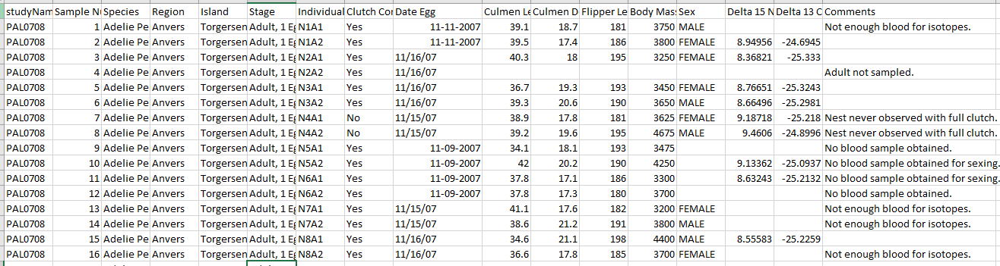 studyNam Sample Nu Species Region Island Stage Individual Clutch Cor Date Egg Culmen Le Culmen D Flipper Le Body Mas Sex Delta 15 N Delta 13 C Comments
PAL0708 1 Adelie Pe Anvers Torgersen Adult, 1 Eg N1A1 Yes 11-11-2007 39.1 18.7 181 3750 MALE Not enough blood for isotopes.
PAL0708 2 Adelie Pe Anvers Torgersen Adult, 1 Eg N1A2 Yes 11-11-2007 39.5 17.4 186 3800 FEMALE 8.94956 -24.6945
PAL0708 3 Adelie Pe Anvers Torgersen Adult, 1 Eg N2A1 Yes 11/16/07 40.3 18 195 3250 FEMALE 8.36821 -25.333
PAL0708 4 Adelie Pe Anvers Torgersen Adult, 1 Eg N2A2 Yes 11/16/07 Adult not sampled.
PAL0708 5 Adelie Pe Anvers Torgersen Adult, 1 Eg N3A1 Yes 11/16/07 36.7 19.3 193 3450 FEMALE 8.76651 -25.3243
PAL0708 6 Adelie Pe Anvers Torgersen Adult, 1 Eg N3A2 Yes 11/16/07 39.3 20.6 190 3650 MALE 8.66496 -25.2981
PAL0708 7 Adelie Pe Anvers Torgersen Adult, 1 Eg N4A1 No 11/15/07 38.9 17.8 181 3625 FEMALE 9.18718 -25.218 Nest never observed with full clutch.
PAL0708 8 Adelie Pe Anvers Torgersen Adult, 1 Eg N4A2 No 11/15/07 39.2 19.6 195 4675 MALE 9.4606 -24.8996 Nest never observed with full clutch.
PAL0708 9 Adelie Pe Anvers Torgersen Adult, 1 Eg N5A1 Yes 11-09-2007 34.1 18.1 193 3475 No blood sample obtained.
PAL0708 10 Adelie Pe Anvers Torgersen Adult, 1 Eg N5A2 Yes 11-09-2007 42 20.2 190 4250 9.13362 -25.0937 No blood sample obtained for sexing.
PAL0708 11 Adelie Pe Anvers Torgersen Adult, 1 Eg N6A1 Yes 11-09-2007 37.8 17.1 186 3300 8.63243 -25.2132 No blood sample obtained for sexing.
PAL0708 12 Adelie Pe Anvers Torgersen Adult, 1 Eg N6A2 Yes 11-09-2007 37.8 17.3 180 3700 No blood sample obtained.
PAL0708 13 Adelie Pe Anvers Torgersen Adult, 1 Eg N7A1 Yes 11/15/07 41.1 17.6 182 3200 FEMALE Not enough blood for isotopes.
PAL0708 14 Adelie Pe Anvers Torgersen Adult, 1 Eg N7A2 Yes 11/15/07 38.6 21.2 191 3800 MALE Not enough blood for isotopes.
PAL0708 15 Adelie Pe Anvers Torgersen Adult, 1 Eg N8A1 Yes 11/16/07 34.6 21.1 198 4400 MALE 8.55583 -25.2259
PAL0708 16 Adelie Pe Anvers Torgersen Adult, 1 Eg N8A2 Yes 11/16/07 36.6 17.8 185 3700 FEMALE Not enough blood for isotopes.